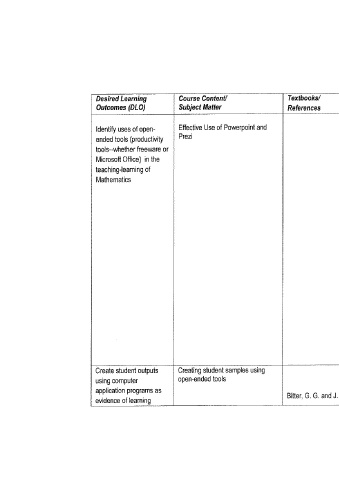 Desired Learning
Outcomes (DLO)
Course Content/
Subject Matter
Textbooks/
References
Identify uses of open-
ended tools (productivity
tools--whether freeware or
Microsoft Office) in the
teaching-learning of
Mathematics
Effective Use of Powerpoint and
Prezi
Create student outputs
using computer
application programs as
evidence of learning
Creating student samples using
open-ended tools
Bitter, G. G. and J.